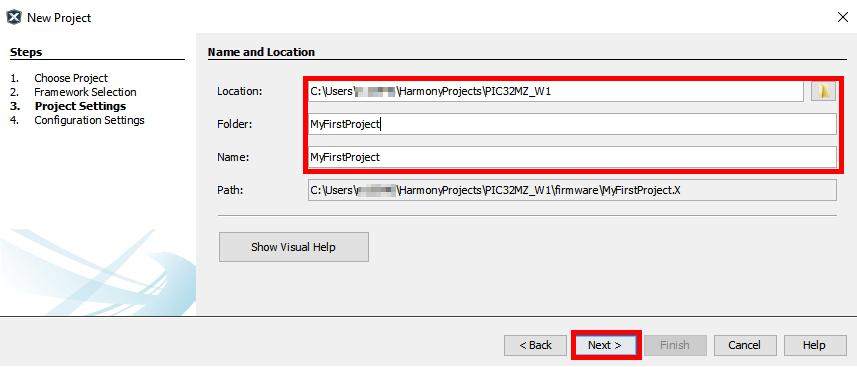 New Project
Steps
1. Choose Project
2. Framework Selection
3. Project Settings
4. Configuration Settings
Name and Location
Location: C:\Users\ \HarmonyProjects\PIC32MZ_W1
Folder: MyFirstProject
Name: MyFirstProject
Path: C:\Users\ \HarmonyProjects\PIC32MZ_W1\firmware\MyFirstProject.X
Show Visual Help
< Back Next > Finish Cancel Help